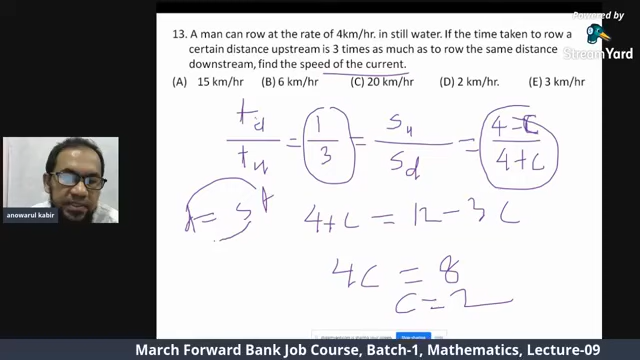 Powered by
StreamYard
13. A man can row at the rate of 4km/hr. in still water. If the time taken to row a
certain distance upstream is 3 times as much as to row the same distance
downstream, find the speed of the current.
(A) 15 km/hr (B) 6 km/hr (C) 20 km/hr (D) 2 km/hr. (E) 3 km/hr
td/tu = 1/3 = Su/Sd = 4-C/4+C
4+C = 12-3C
4C = 8
C=2
anowarul kabir
March Forward Bank Job Course, Batch-1, Mathematics, Lecture-09